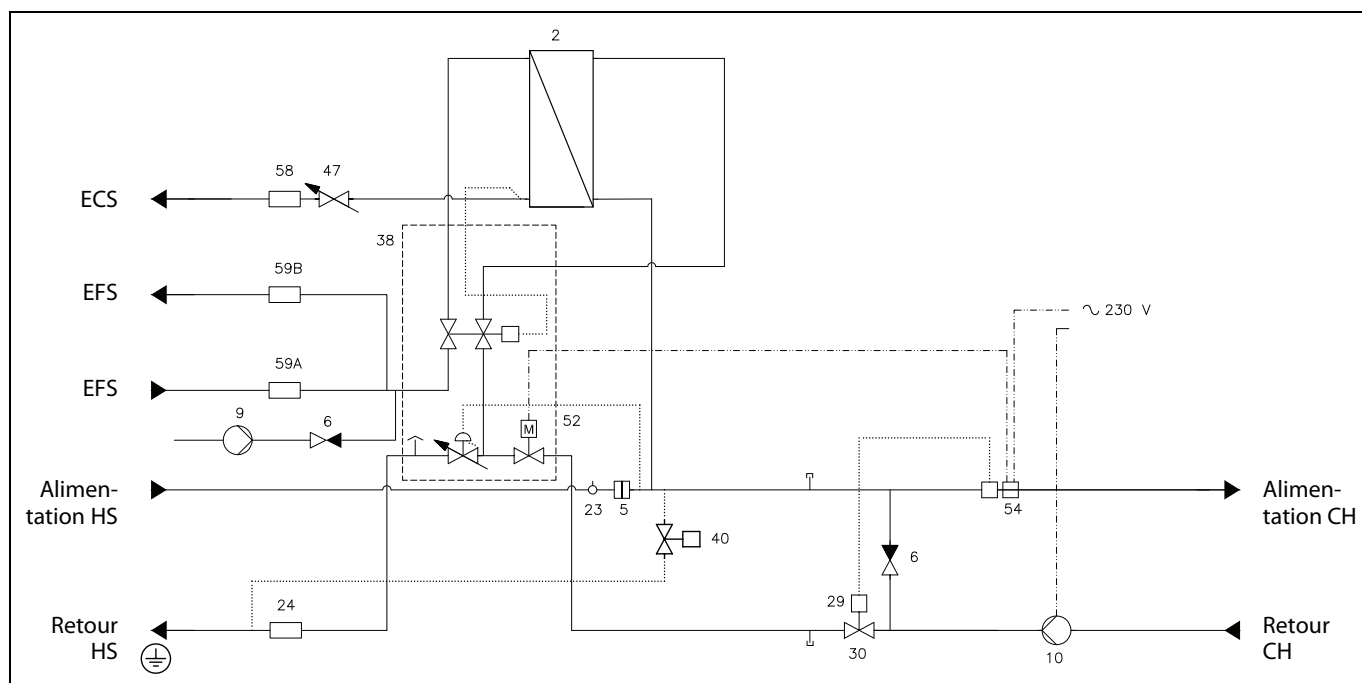 2
58
47
ECS
38
59B
EFS
230 V
59A
EFS
9
6
52
M
Alimen-
tation HS
23
5
54
Alimen-
tation CH
40
6
24
29
Retour
HS
30
10
Retour
CH